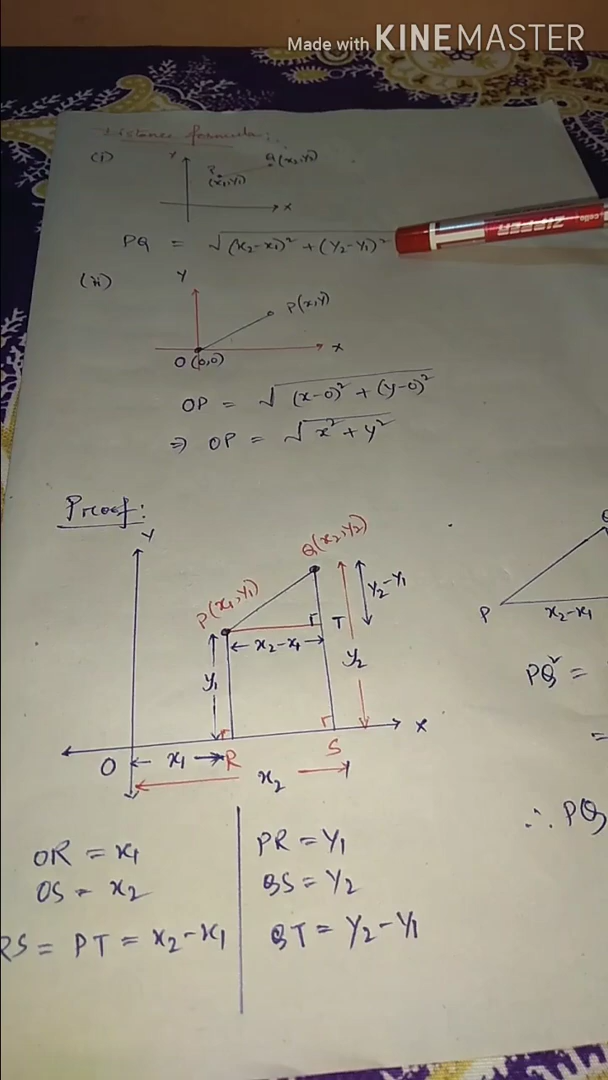 Made with KINEMASTER
Distance formula:
(i)
Y
P
(x₁,y₁)
Q(x₂,y₂)
X
PQ = √(x₂-x₁)² + (y₂-y₁)²
ZIPPER
cello
(ii)
Y
P(x,y)
O(0,0)
X
OP = √(x-0)² + (y-0)²
⇒ OP = √x² + y²
Proof:
Y
Q(x₂,y₂)
P(x₁,y₁)
y₂-y₁
T
x₂-x₁
y₁
y₂
X
O
x₁
R
S
x₂
P
Q
x₂-x₁
PQ² =
=
∴ PQ
OR = x₁
OS = x₂
RS = PT = x₂-x₁
PR = y₁
QS = y₂
QT = y₂-y₁